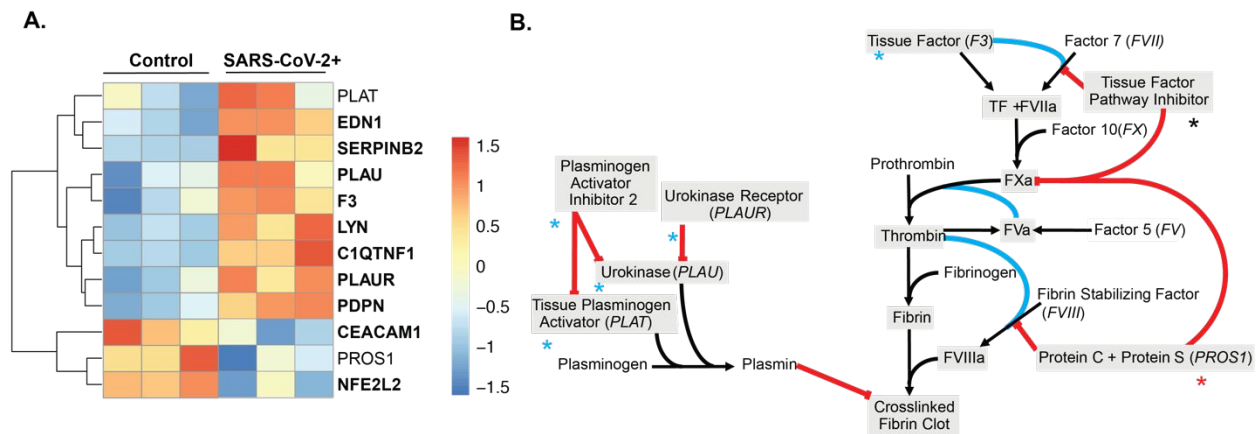 A.
Control
SARS-CoV-2+
PLAT
EDN1
SERPINB2
PLAU
F3
LYN
C1QTNF1
PLAUR
PDPN
CEACAM1
PROS1
NFE2L2
1.5
1
0.5
0
−0.5
−1
−1.5
B.
Tissue Factor (F3)
*
Factor 7 (FVII)
Tissue Factor
Pathway Inhibitor
*
TF +FVIIa
Factor 10(FX)
Prothrombin
FXa
Plasminogen
Activator
Inhibitor 2
*
Urokinase Receptor
(PLAUR)
*
Thrombin
FVa
Factor 5 (FV)
Urokinase (PLAU)
*
Fibrinogen
Tissue Plasminogen
Activator (PLAT)
*
Fibrin Stabilizing Factor
(FVIII)
Fibrin
Plasminogen
Plasmin
FVIIIa
Protein C + Protein S (PROS1)
*
Crosslinked
Fibrin Clot